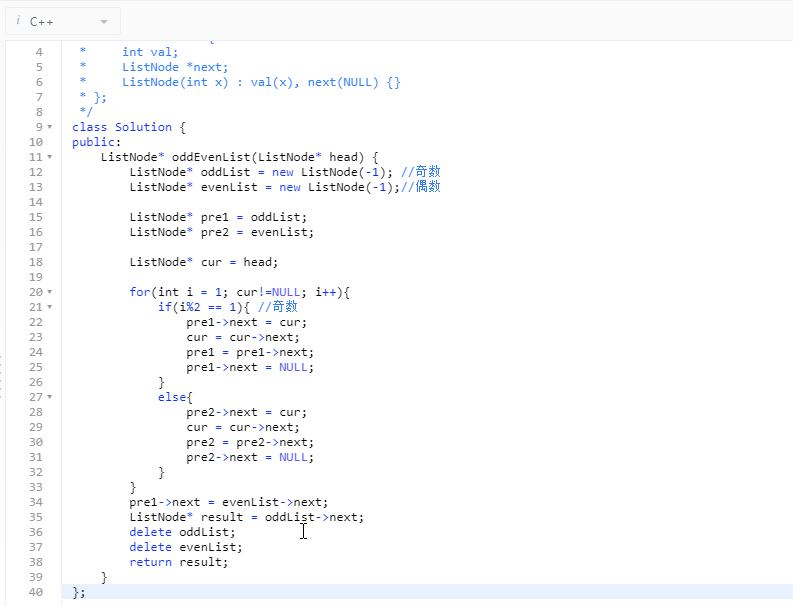 i C++
4 *     int val;
5 *     ListNode *next;
6 *     ListNode(int x) : val(x), next(NULL) {}
7 * };
8 */
9 class Solution {
10 public:
11     ListNode* oddEvenList(ListNode* head) {
12         ListNode* oddList = new ListNode(-1); //奇数
13         ListNode* evenList = new ListNode(-1);//偶数
14
15         ListNode* pre1 = oddList;
16         ListNode* pre2 = evenList;
17
18         ListNode* cur = head;
19
20         for(int i = 1; cur!=NULL; i++){
21             if(i%2 == 1){ //奇数
22                 pre1->next = cur;
23                 cur = cur->next;
24                 pre1 = pre1->next;
25                 pre1->next = NULL;
26             }
27             else{
28                 pre2->next = cur;
29                 cur = cur->next;
30                 pre2 = pre2->next;
31                 pre2->next = NULL;
32             }
33         }
34         pre1->next = evenList->next;
35         ListNode* result = oddList->next;
36         delete oddList;
37         delete evenList;
38         return result;
39     }
40 };